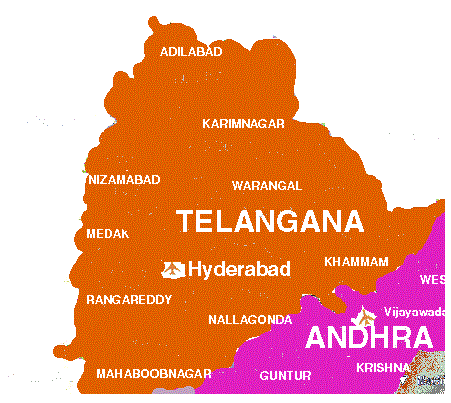 ADILABAD
KARIMNAGAR
NIZAMABAD
WARANGAL
TELANGANA
MEDAK
KHAMMAM
Hyderabad
WES
RANGAREDDY
Vijayawada
NALLAGONDA
ANDHRA
KRISHNA
MAHABOOBNAGAR
GUNTUR